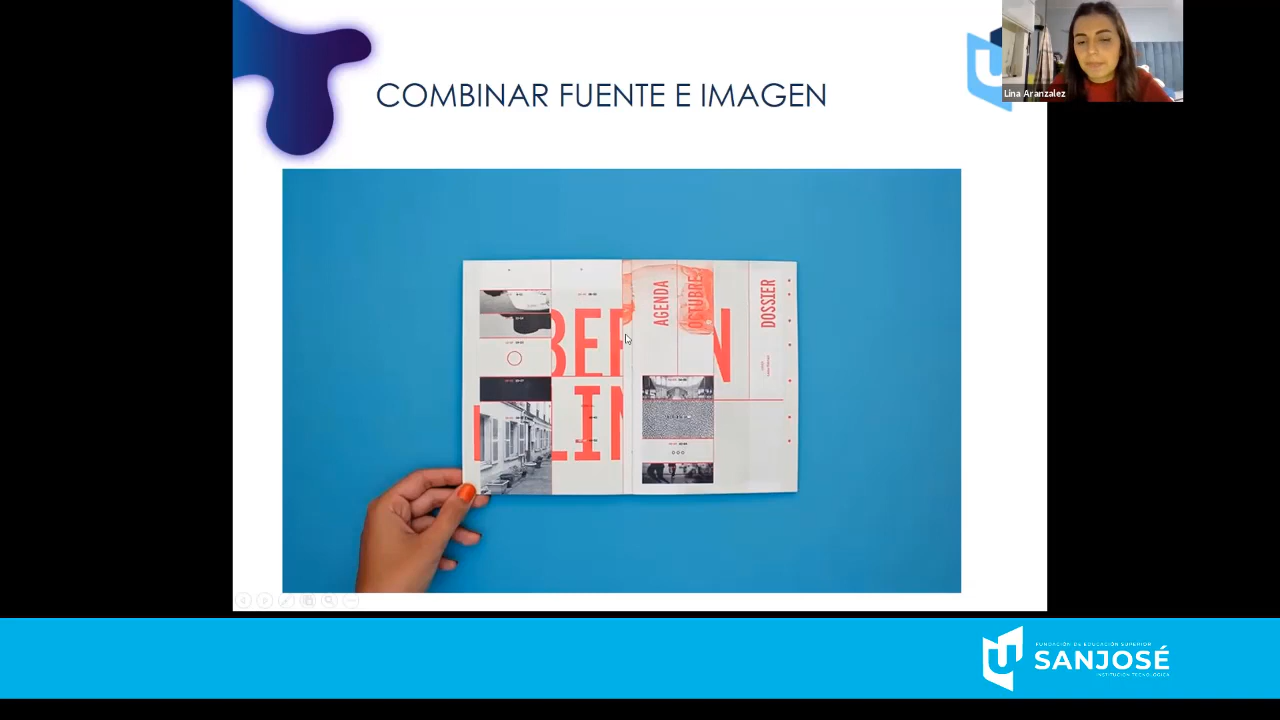 COMBINAR FUENTE E IMAGEN
Lina Aranzalez
AGENDA
OCTUBRE
DOSSIER
BER
N
LIN
FUNDACIÓN DE EDUCACIÓN SUPERIOR
SANJOSÉ
INSTITUCIÓN TECNOLÓGICA